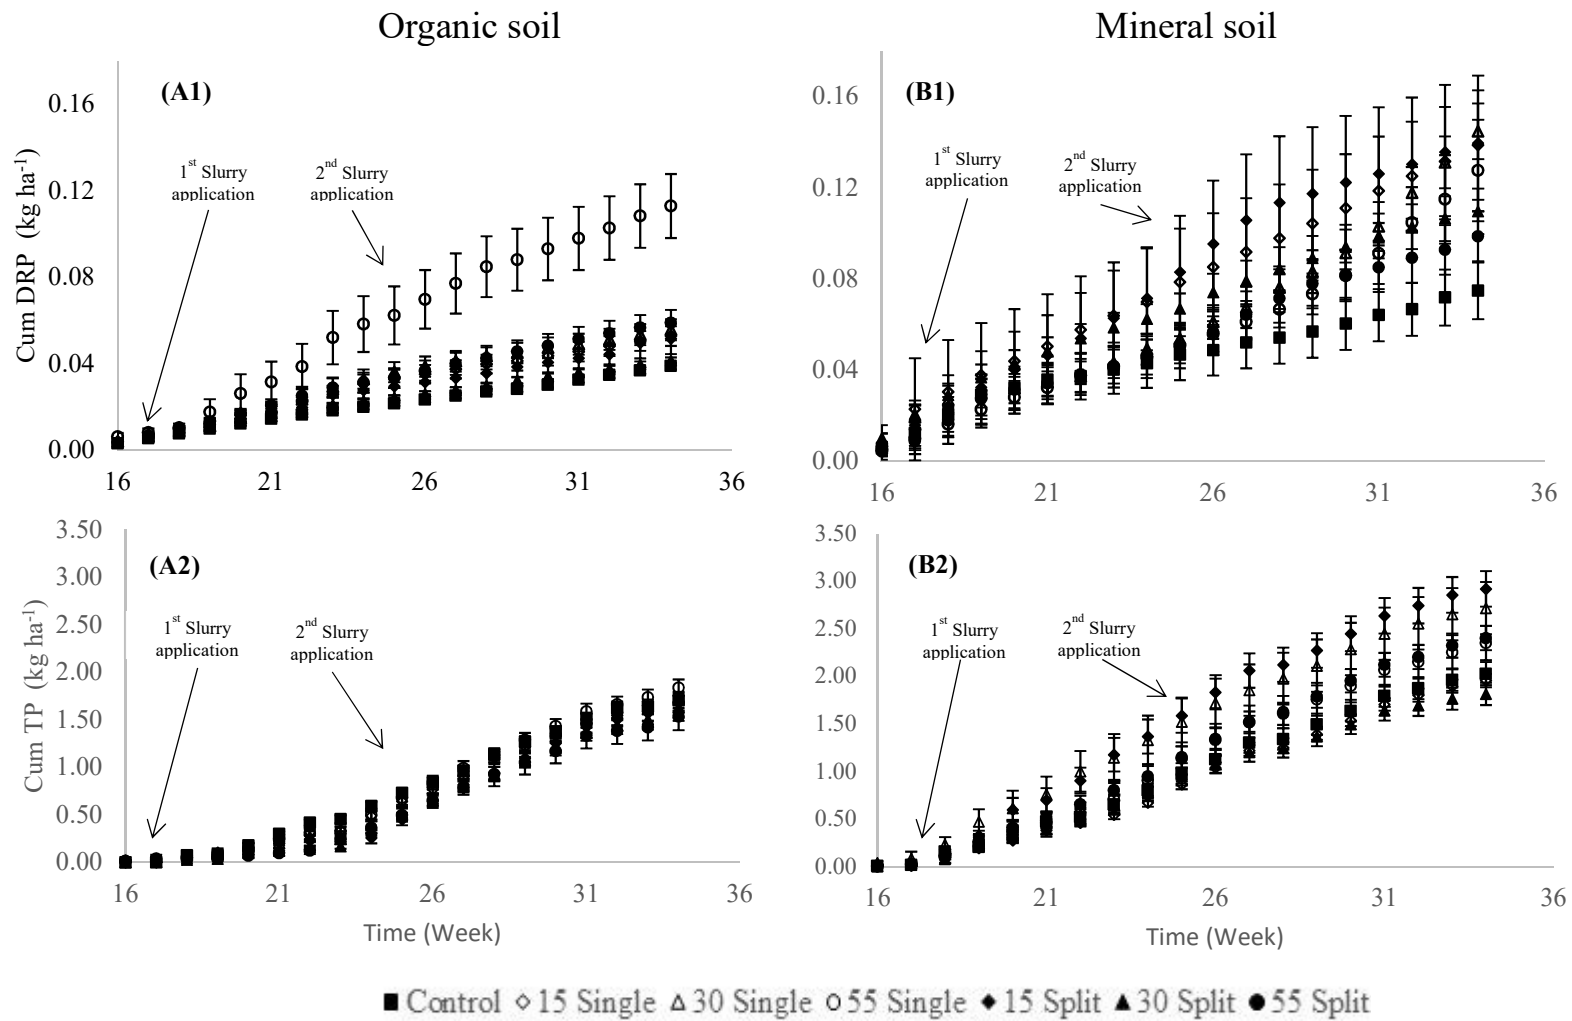 Organic soil
Mineral soil
(A1)
Cum DRP (kg ha-1)
0.16
0.12
0.08
0.04
0.00
1st Slurry
application
2nd Slurry
application
16
21
26
31
36
(B1)
0.16
0.12
0.08
0.04
0.00
1st Slurry
application
2nd Slurry
application
16
21
26
31
36
(A2)
Cum TP (kg ha-1)
3.50
3.00
2.50
2.00
1.50
1.00
0.50
0.00
1st Slurry
application
2nd Slurry
application
16
21
26
31
36
Time (Week)
(B2)
3.50
3.00
2.50
2.00
1.50
1.00
0.50
0.00
1st Slurry
application
2nd Slurry
application
16
21
26
31
36
Time (Week)
Control 15 Single 30 Single 55 Single 15 Split 30 Split 55 Split